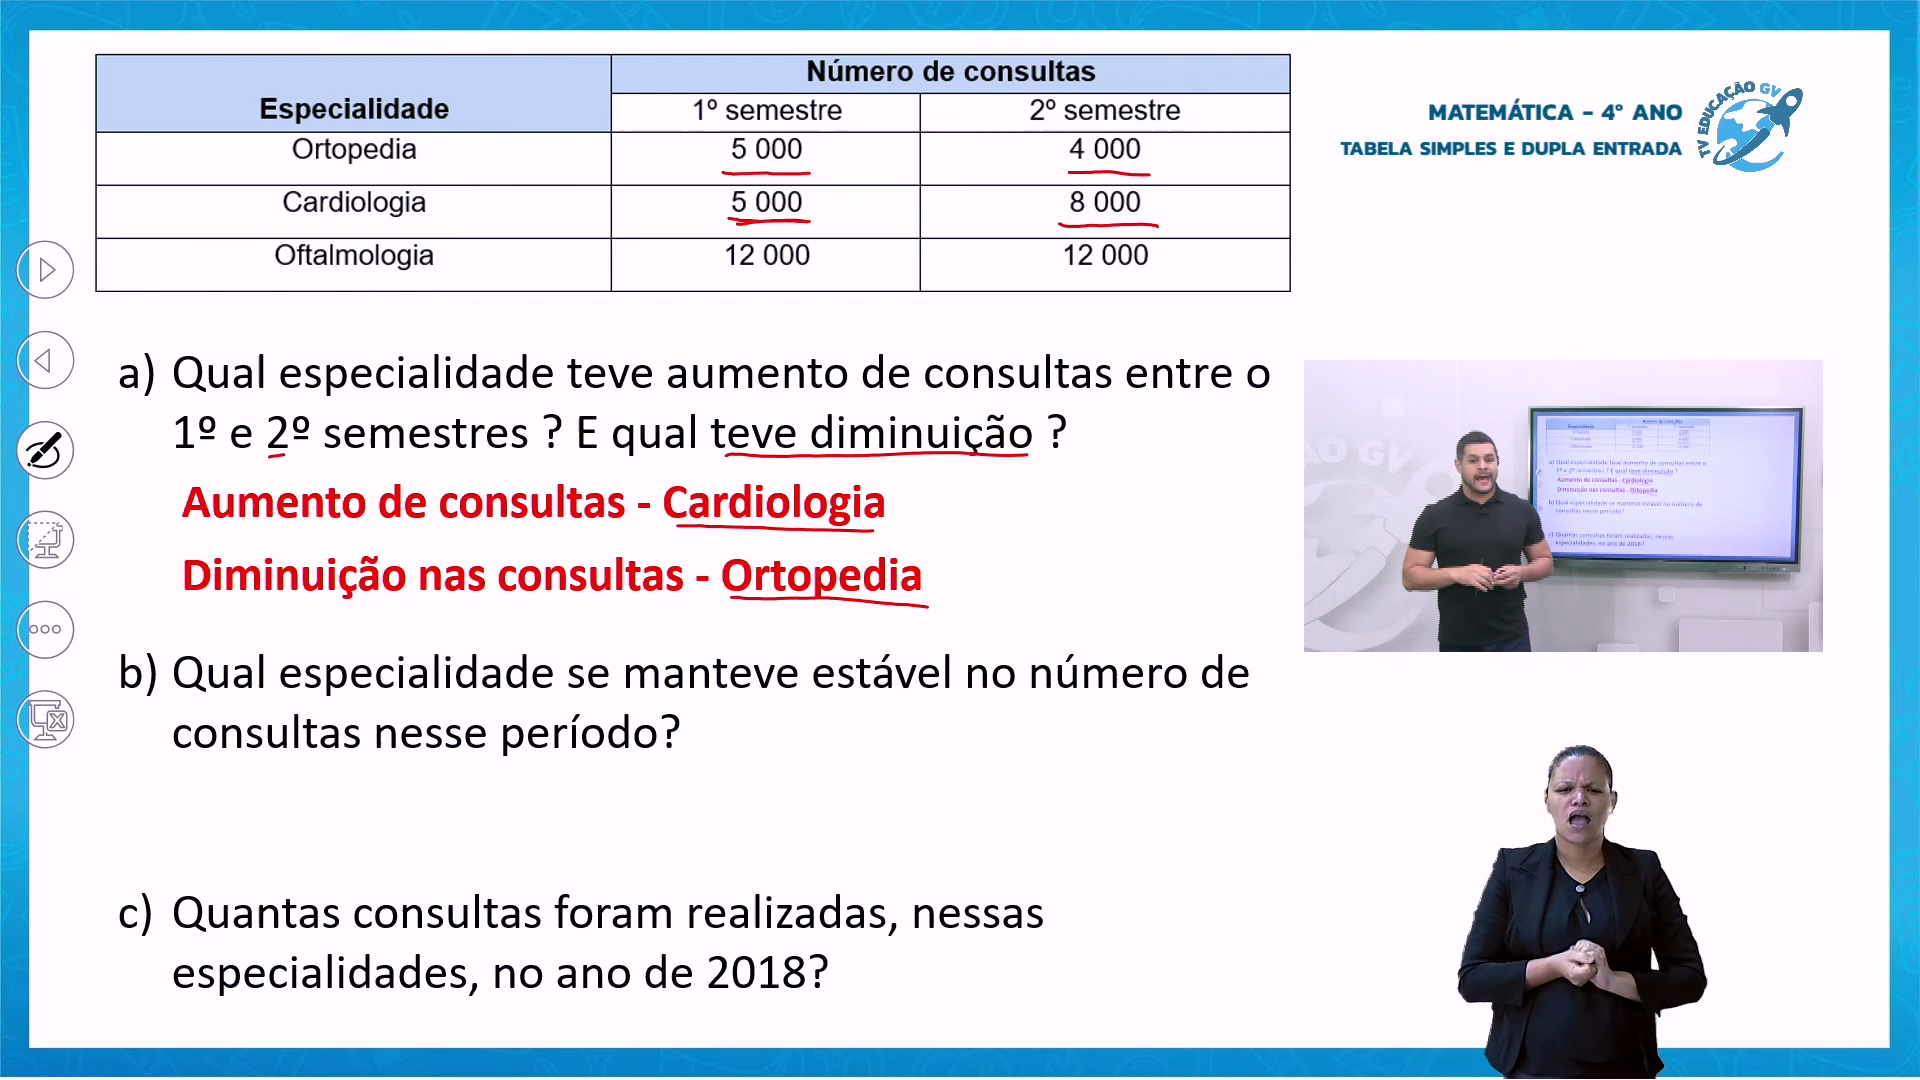 Especialidade
Número de consultas
1º semestre 2º semestre
Ortopedia 5 000 4 000
Cardiologia 5 000 8 000
Oftalmologia 12 000 12 000
MATEMÁTICA - 4° ANO
TABELA SIMPLES E DUPLA ENTRADA
TV EDUCAÇÃO GV
a) Qual especialidade teve aumento de consultas entre o
1º e 2º semestres ? E qual teve diminuição ?
Aumento de consultas - Cardiologia
Diminuição nas consultas - Ortopedia
b) Qual especialidade se manteve estável no número de
consultas nesse período?
c) Quantas consultas foram realizadas, nessas
especialidades, no ano de 2018?